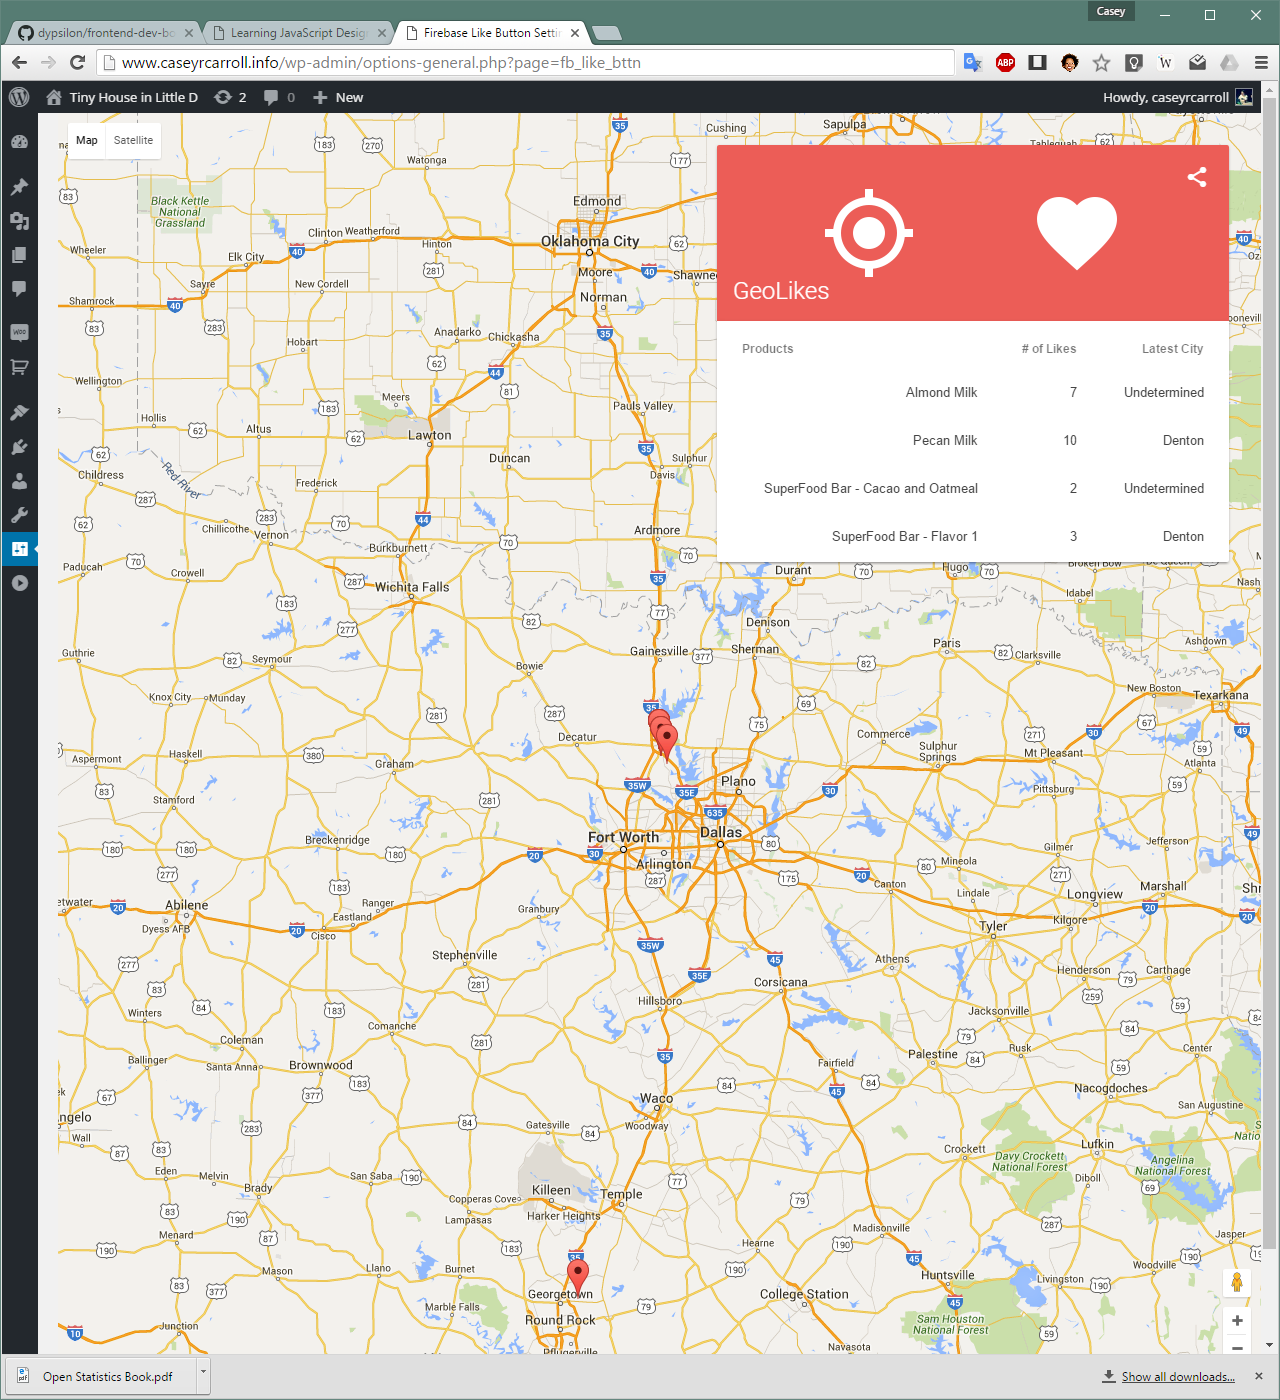 Casey
dypsilon/frontend-dev-bo
Learning JavaScript Design
Firebase Like Button Settin
www.caseyrcarroll.info/wp-admin/options-general.php?page=fb_like_bttn
Tiny House in Little D
2
0
New
Howdy, caseyrcarroll
Map
Satellite
GeoLikes
Products
# of Likes
Latest City
Almond Milk
7
Undetermined
Pecan Milk
10
Denton
SuperFood Bar - Cacao and Oatmeal
2
Undetermined
SuperFood Bar - Flavor 1
3
Denton
Cushing
Sapulpa
Watonga
Black Kettle
National
Grassland
Edmond
Oklahoma City
Clinton
Weatherford
Wheeler
Elk City
Hinton
Moore
Shawnee
Sayre
New Cordell
Norman
Shamrock
Anadarko
Chickasha
Hobart
Wellington
Meers
Pauls Valley
Hollis
Altus
Lawton
Duncan
Sulphur
Davis
Childress
Red River
Frederick
Chillicothe
Vernon
Ardmore
Burkburnett
Paducah
Crowell
Wichita Falls
Durant
Hugo
Broken Bow
Idabel
Denison
Ashdown
Guthrie
Seymour
Gainesville
Sherman
Paris
Clarksville
Bowie
Knox City
Munday
New Boston
Texarkana
Decatur
Commerce
Sulphur
Springs
Mt Pleasant
Atlanta
Aspermont
Haskell
Graham
Plano
Pittsburg
Stamford
Breckenridge
Fort Worth
Dallas
Arlington
Gilmer
Jefferson
Mineola
Canton
Lindale
Longview
Marshall
Abilene
Dyess AFB
Ranger
Eastland
Cisco
Granbury
Tyler
Kilgore
Stephenville
Corsicana
Athens
Henderson
Carthage
Hillsboro
Jacksonville
Winters
Coleman
Comanche
Ballinger
Santa Anna
Brownwood
Fairfield
Palestine
Rusk
Center
Nacogdoches
Waco
Woodway
Gatesville
San Augustine
Wall
Crockett
Lufkin
Davy Crockett
National Forest
Angelina
National Forest
Diboll
Eden
Melvin
San Saba
Brady
Copperas Cove
Killeen
Temple
Harker Heights
Lampasas
Madisonville
Menard
Jasper
Hearne
Woodville
Mason
Llano
Burnet
Huntsville
Livingston
Georgetown
College Station
Marble Falls
Round Rock
Sam Houston
National Forest
Junction
Pflugerville
Navasota
Open Statistics Book.pdf
Show all downloads...